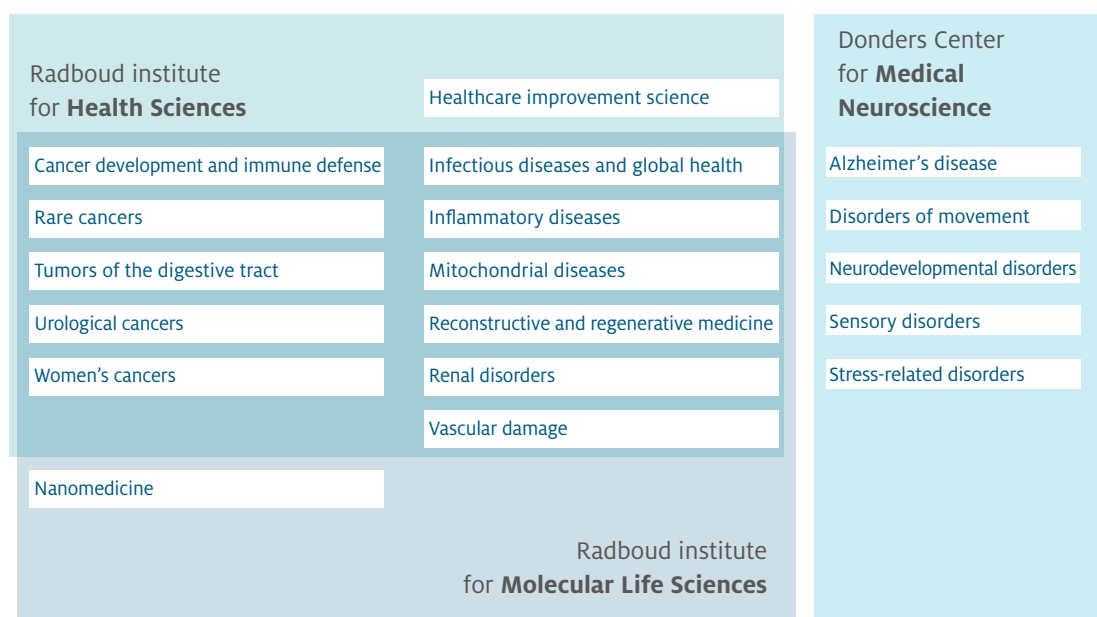 Radboud institute
for Health Sciences
Healthcare improvement science
Cancer development and immune defense
Rare cancers
Tumors of the digestive tract
Urological cancers
Women’s cancers
Infectious diseases and global health
Inflammatory diseases
Mitochondrial diseases
Reconstructive and regenerative medicine
Renal disorders
Vascular damage
Nanomedicine
Radboud institute
for Molecular Life Sciences
Donders Center
for Medical
Neuroscience
Alzheimer’s disease
Disorders of movement
Neurodevelopmental disorders
Sensory disorders
Stress-related disorders